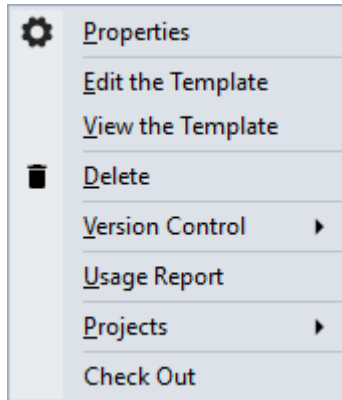 Properties
Edit the Template
View the Template
Delete
Version Control
Usage Report
Projects
Check Out